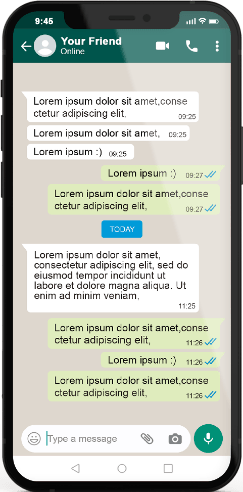 9:45
Your Friend
Online
Lorem ipsum dolor sit amet,conse
ctetur adipiscing elit,
09:25
Lorem ipsum dolor sit amet,
09:25
Lorem ipsum :)
09:25
Lorem ipsum :)
09:27
Lorem ipsum dolor sit amet,conse
ctetur adipiscing elit,
09:27
TODAY
Lorem ipsum dolor sit amet,
consectetur adipiscing elit, sed do
eiusmod tempor incididunt ut
labore et dolore magna aliqua. Ut
enim ad minim veniam,
11:25
Lorem ipsum dolor sit amet,conse
ctetur adipiscing elit,
11:26
Lorem ipsum :)
11:26
Lorem ipsum dolor sit amet,conse
ctetur adipiscing elit,
11:26
Type a message